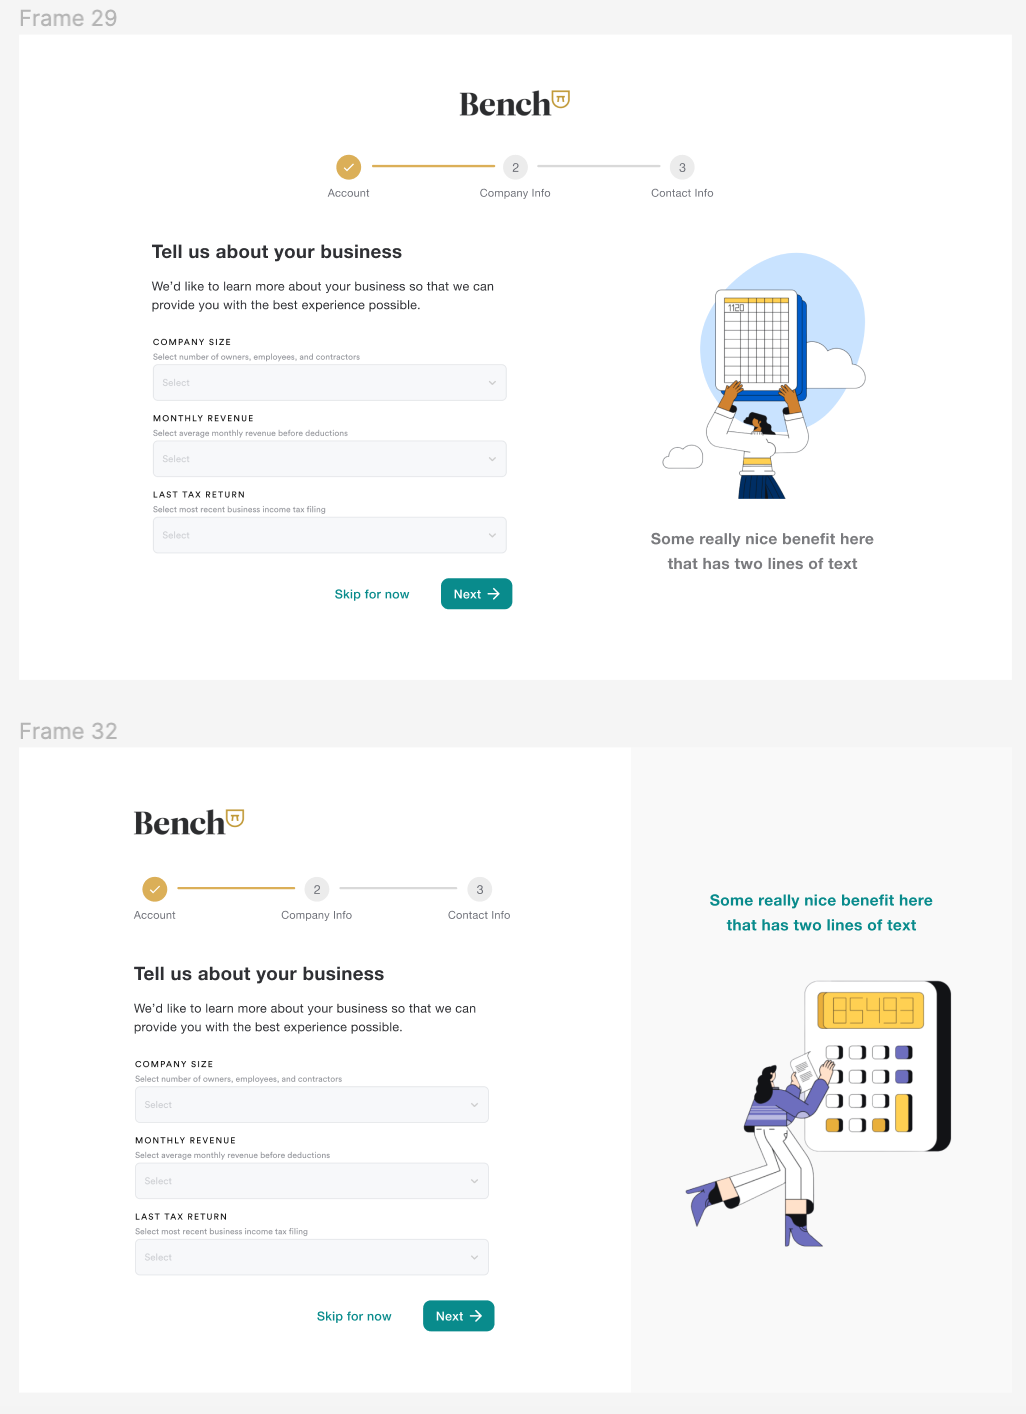 Frame 29
Bench
2
3
Account
Company Info
Contact Info
Tell us about your business
We'd like to learn more about your business so that we can
provide you with the best experience possible.
COMPANY SIZE
Select number of owners, employees, and contractors
Select
MONTHLY REVENUE
Select average monthly revenue before deductions
Select
LAST TAX RETURN
Select most recent business income tax filing
Select
Skip for now
Next
1120
Some really nice benefit here
that has two lines of text
Frame 32
Bench
2
3
Account
Company Info
Contact Info
Tell us about your business
We'd like to learn more about your business so that we can
provide you with the best experience possible.
COMPANY SIZE
Select number of owners, employees, and contractors
Select
MONTHLY REVENUE
Select average monthly revenue before deductions
Select
LAST TAX RETURN
Select most recent business income tax filing
Select
Skip for now
Next
Some really nice benefit here
that has two lines of text
85493